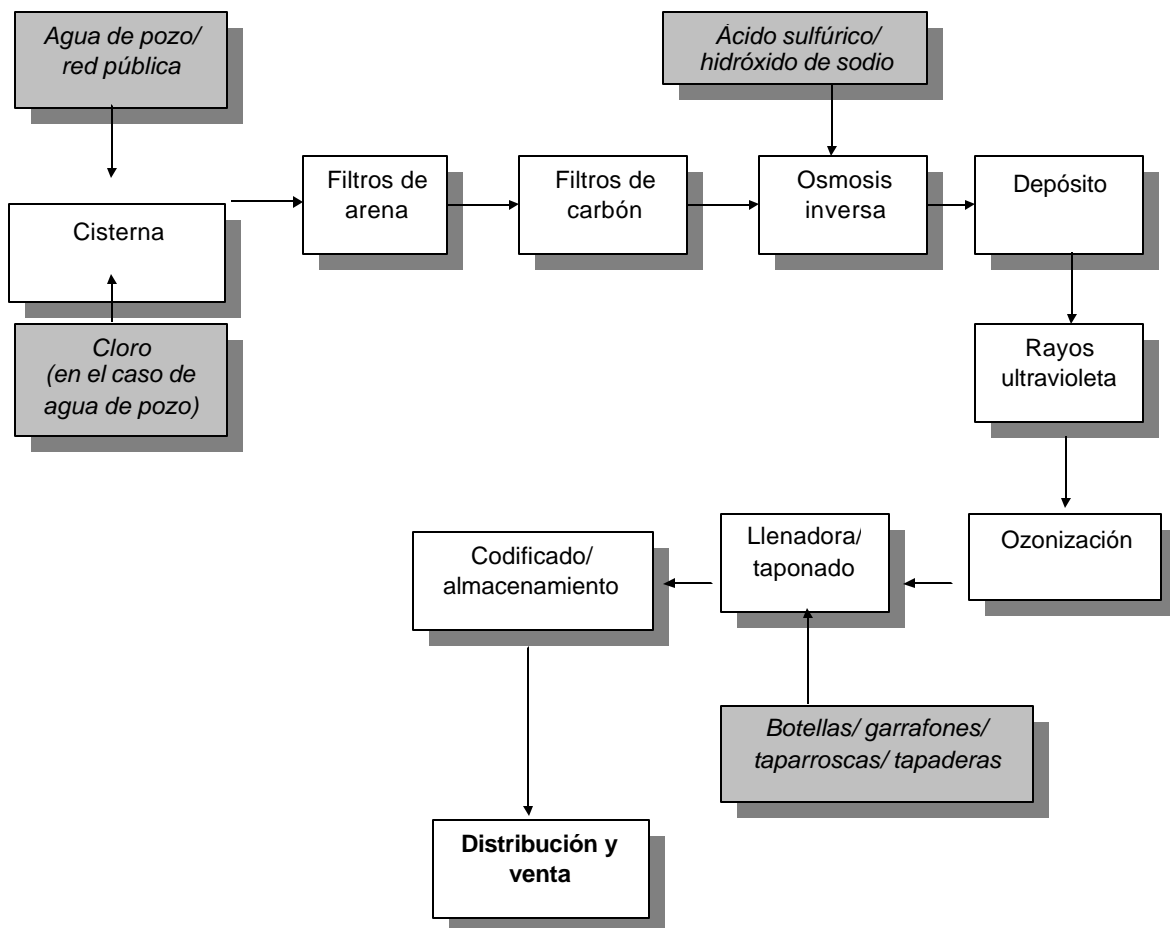 Agua de pozo/
red pública
Ácido sulfúrico/
hidróxido de sodio
Cisterna
Filtros de
arena
Filtros de
carbón
Osmosis
inversa
Depósito
Cloro
(en el caso de
agua de pozo)
Rayos
ultravioleta
Codificado/
almacenamiento
Llenadora/
taponado
Ozonización
Botellas/ garrafones/
taparroscas/ tapaderas
Distribución y
venta